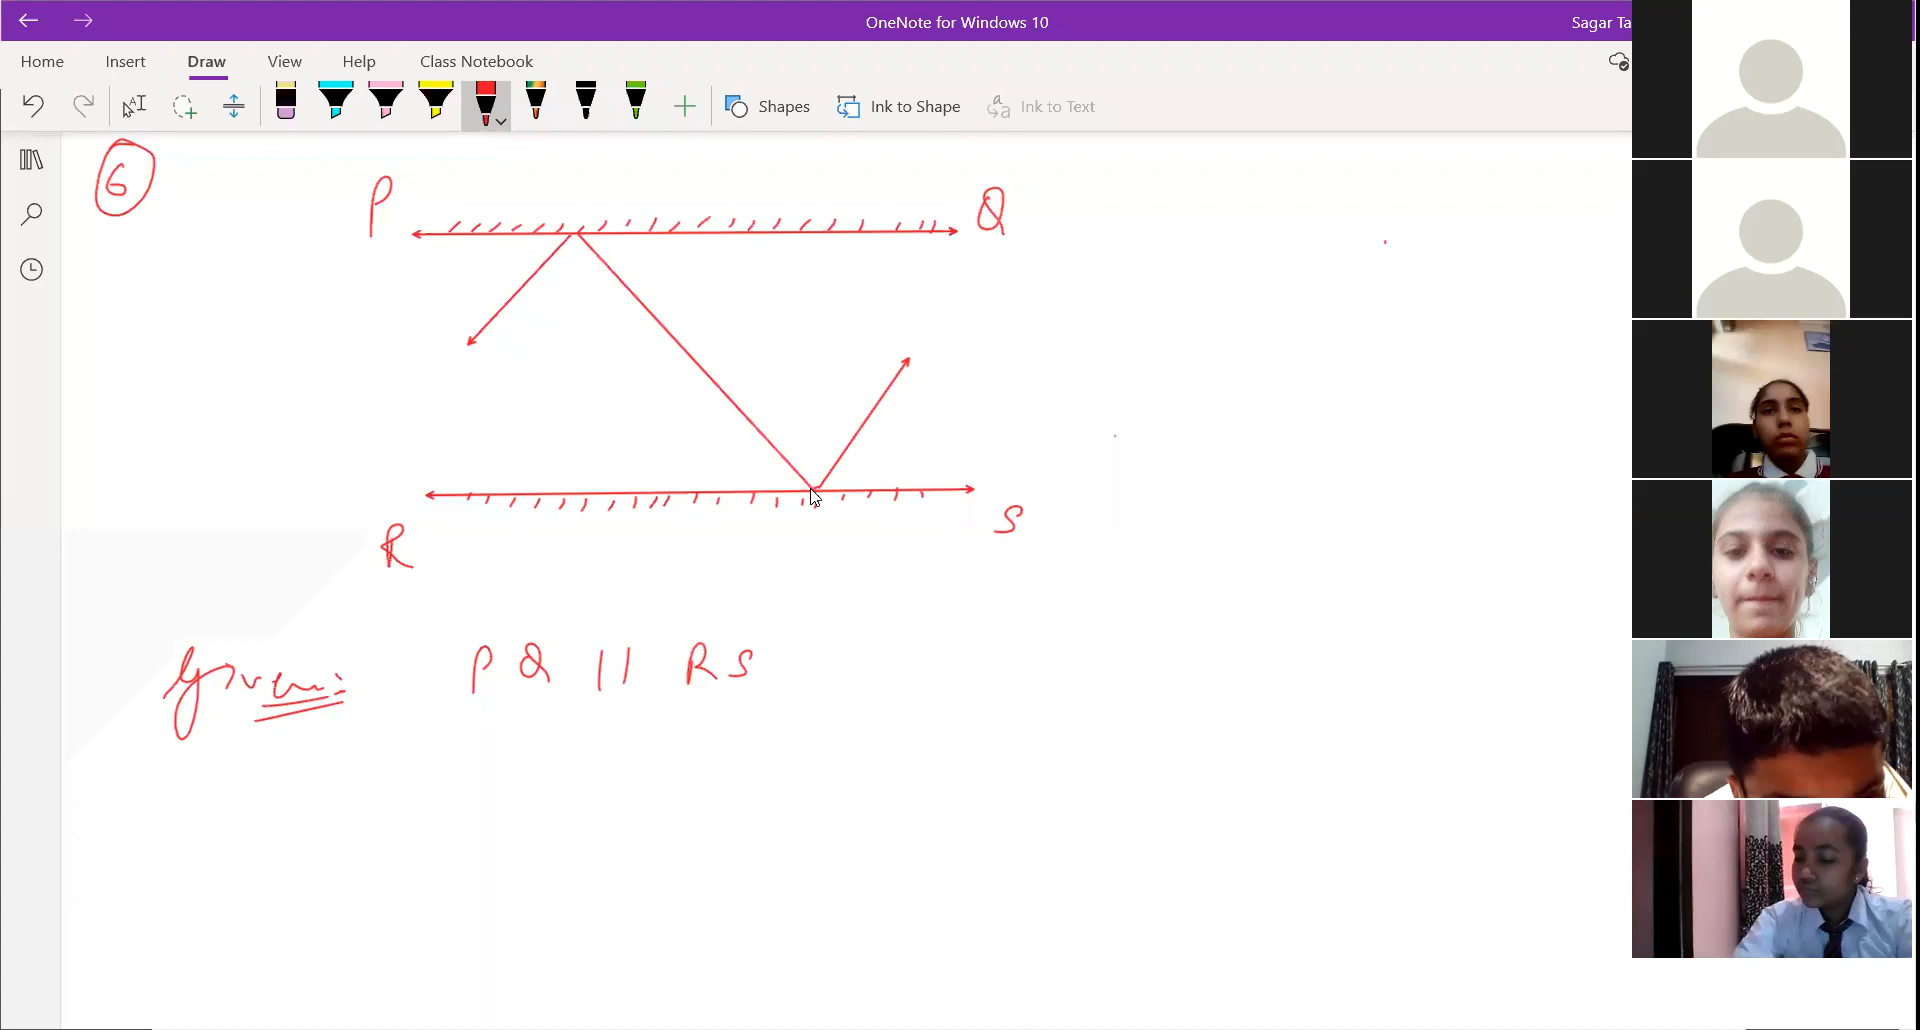 OneNote for Windows 10
Sagar Ta
Home Insert Draw View Help Class Notebook
Shapes Ink to Shape Ink to Text
6
P Q
R S
Given: PQ || RS